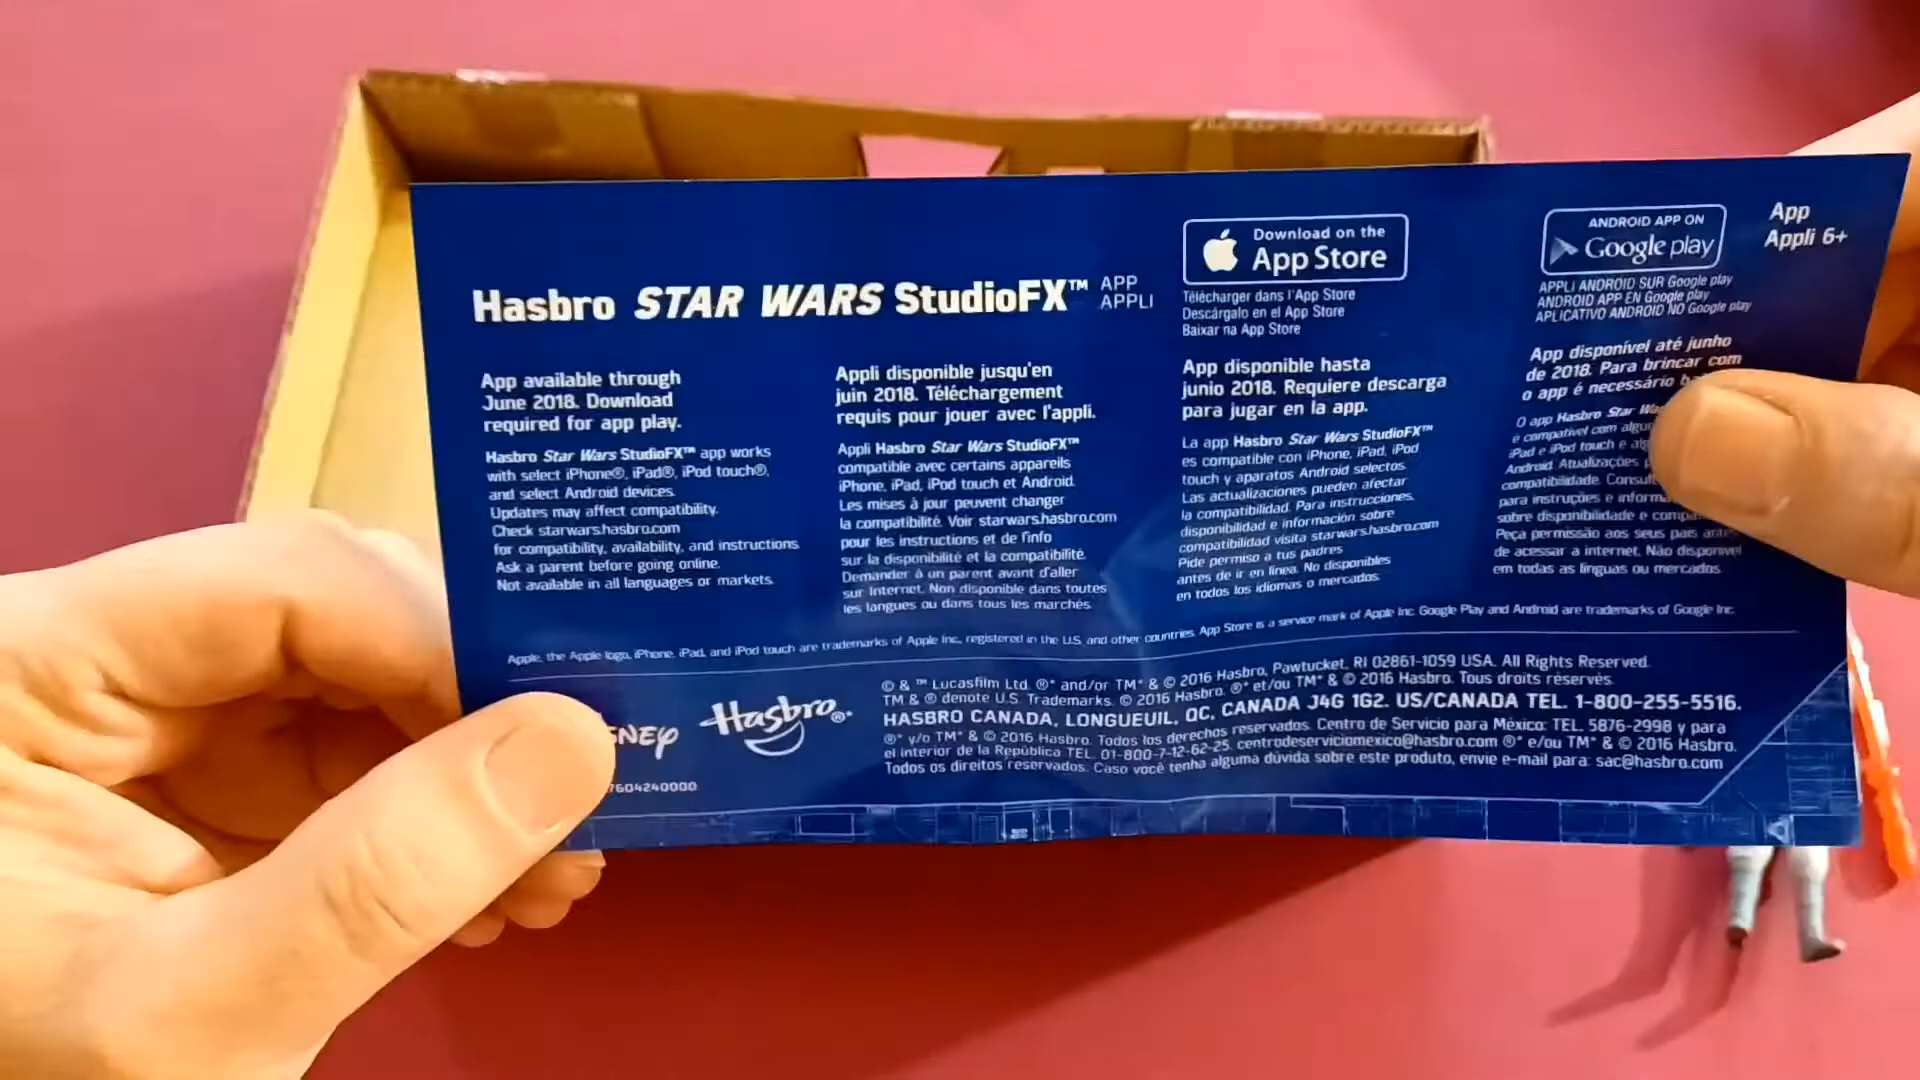 Hasbro STAR WARS StudioFX™ APP
APPLI
App available through
June 2018. Download
required for app play.
Hasbro Star Wars StudioFX™ app works
with select iPhone®, iPad®, iPod touch®,
and select Android devices.
Updates may affect compatibility.
Check starwars.hasbro.com
for compatibility, availability, and instructions
Ask a parent before going online.
Not available in all languages or markets.
Appli disponible jusqu'en
juin 2018. Téléchargement
requis pour jouer avec l'appli.
Appli Hasbro Star Wars StudioFX™
compatible avec certains appareils
iPhone, iPad, iPod touch et Android.
Les mises à jour peuvent changer
la compatibilité. Voir starwars.hasbro.com
pour les instructions et de l'info
sur la disponibilité et la compatibilité.
Demander à un parent avant d'aller
sur Internet. Non disponible dans toutes
les langues ou dans tous les marchés.
Download on the
App Store
Télécharger dans l'App Store
Descárgalo en el App Store
Baixar na App Store
App disponible hasta
junio 2018. Requiere descarga
para jugar en la app.
La app Hasbro Star Wars StudioFX™
es compatible con iPhone, iPad, iPod
touch y aparatos Android selectos.
Las actualizaciones pueden afectar
la compatibilidad. Para instrucciones,
disponibilidad e información sobre
compatibilidad visita starwars.hasbro.com
Pide permiso a tus padres
antes de ir en línea. No disponibles
en todos los idiomas o mercados.
ANDROID APP ON
Google play
APPLI ANDROID SUR Google play
ANDROID APP EN Google play
APLICATIVO ANDROID NO Google play
App disponível até junho
de 2018. Para brincar com
o app é necessário
O app Hasbro Star
é compatível com
iPad e iPod touch e
Android. Atualizações
compatibilidade.
para instruções e
sobre disponibilidade e
Peça permissão aos seus pais
de acessar a internet. Não disponível
em todas as línguas ou mercados.
App
Appli 6+
Apple, the Apple logo, iPhone, iPad, and iPod touch are trademarks of Apple Inc., registered in the U.S. and other countries. App Store is a service mark of Apple Inc. Google Play and Android are trademarks of Google Inc.
SNEY Hasbro®*
7604240000
© & ™ Lucasfilm Ltd. ®* and/or TM* & © 2016 Hasbro, Pawtucket, RI 02861-1059 USA. All Rights Reserved.
TM & ® denote U.S. Trademarks. © 2016 Hasbro. ®* et/ou TM* & © 2016 Hasbro. Tous droits réservés.
HASBRO CANADA, LONGUEUIL, QC, CANADA J4G 1G2. US/CANADA TEL. 1-800-255-5516.
®* y/o TM* & © 2016 Hasbro. Todos los derechos reservados. Centro de Servicio para México: TEL. 5876-2998 y para
el interior de la República TEL. 01-800-7-12-62-25. centrodeserviciomexico@hasbro.com ®* e/ou TM* & © 2016 Hasbro.
Todos os direitos reservados. Caso você tenha alguma dúvida sobre este produto, envie e-mail para: sac@hasbro.com